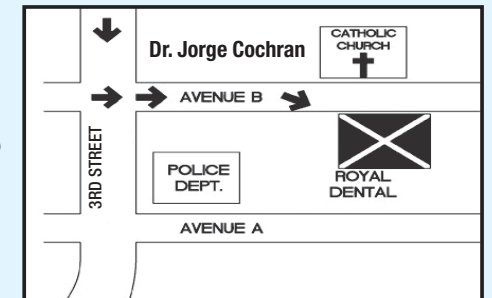 CATHOLIC
CHURCH
Dr. Jorge Cochran
AVENUE B
3RD STREET
POLICE
DEPT.
ROYAL
DENTAL
AVENUE A